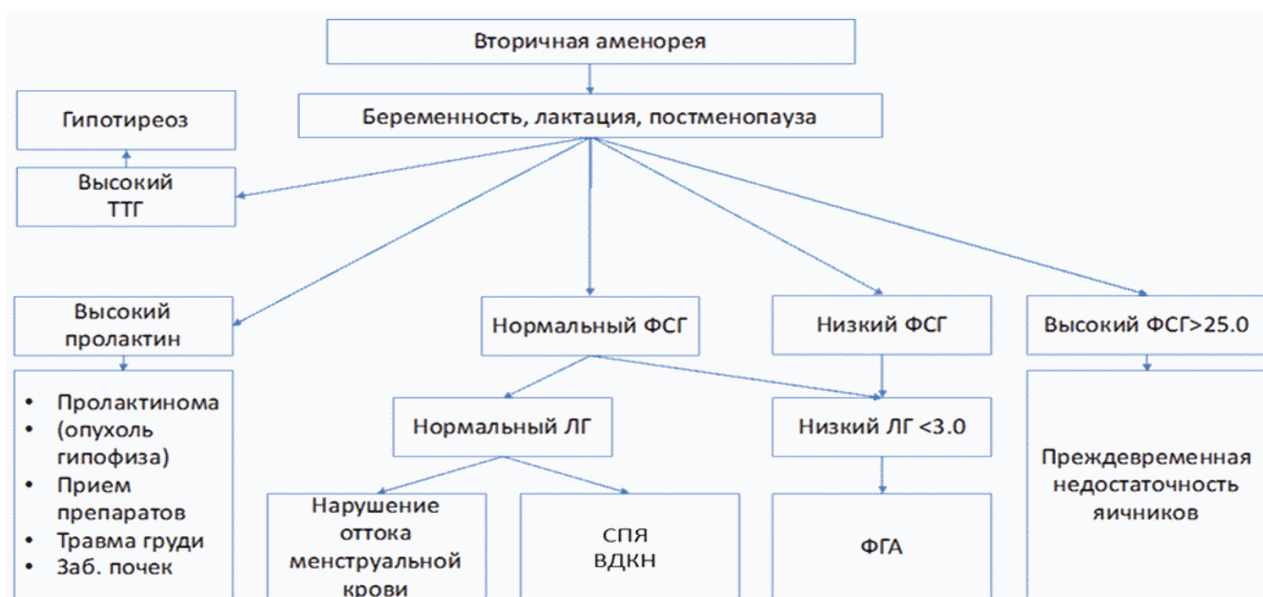 Вторичная аменорея
Беременность, лактация, постменопауза
Гипотиреоз
Высокий
ТТГ
Высокий
пролактин
Нормальный ФСГ
Низкий ФСГ
Высокий ФСГ>25.0
• Пролактинома
• (опухоль
гипофиза)
• Прием
препаратов
• Травма груди
• Заб. почек
Нормальный ЛГ
Низкий ЛГ <3.0
Преждевременная
недостаточность
яичников
Нарушение
оттока
менструальной
крови
СПЯ
ВДКН
ФГА